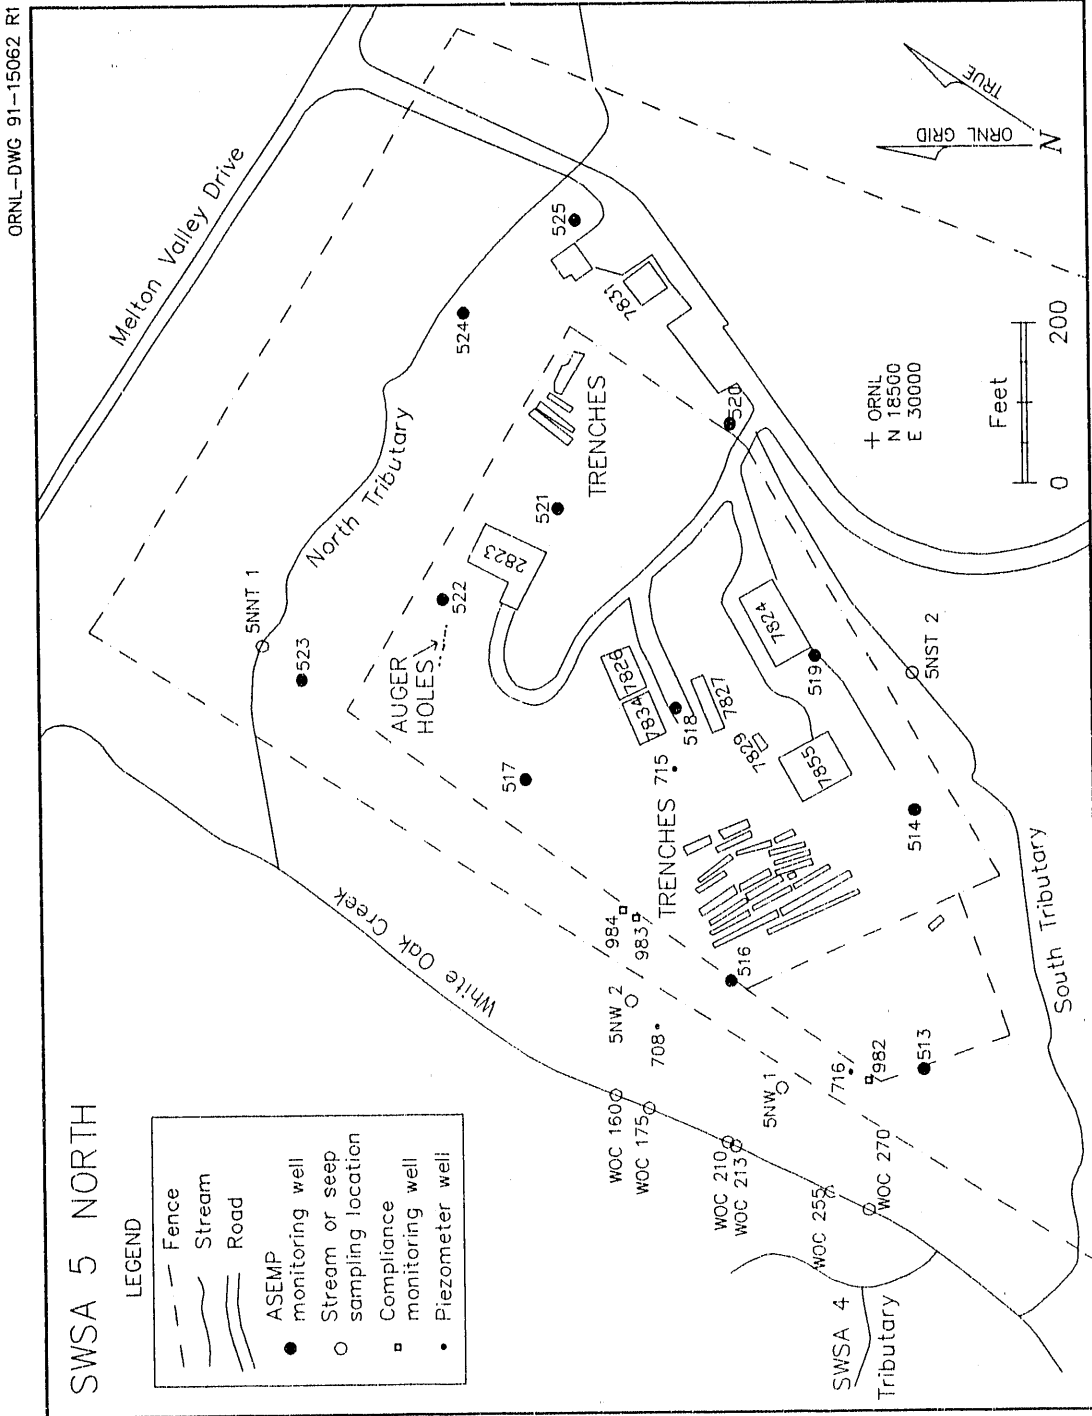 ORNL-DWG 91-15062 R1
SWSA 5 NORTH
LEGEND
Fence
Stream
Road
ASEMP
monitoring well
Stream or seep
sampling location
Compliance
monitoring well
Piezometer well
Melton Valley Drive
North Tributary
White Oak Creek
South Tributary
SWSA 4
Tributary
5NNT 1
523
524
525
7831
TRENCHES
520
521
2823
522
AUGER
HOLES
517
7826
7834
518
7827
7829
7855
7824
519
5NST 2
514
715
TRENCHES
984
983
516
5NW 2
708
5NW 1
716
982
513
WOC 160
WOC 175
WOC 210
WOC 213
WOC 255
WOC 270
+ ORNL
N 18500
E 30000
Feet
0
200
TRUE
ORNL GRID
N